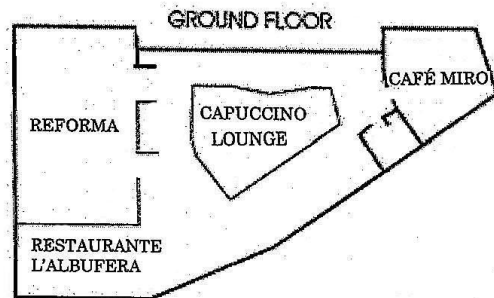 GROUND FLOOR
CAFÉ MIRO
REFORMA
CAPUCCINO
LOUNGE
RESTAURANTE
L'ALBUFERA